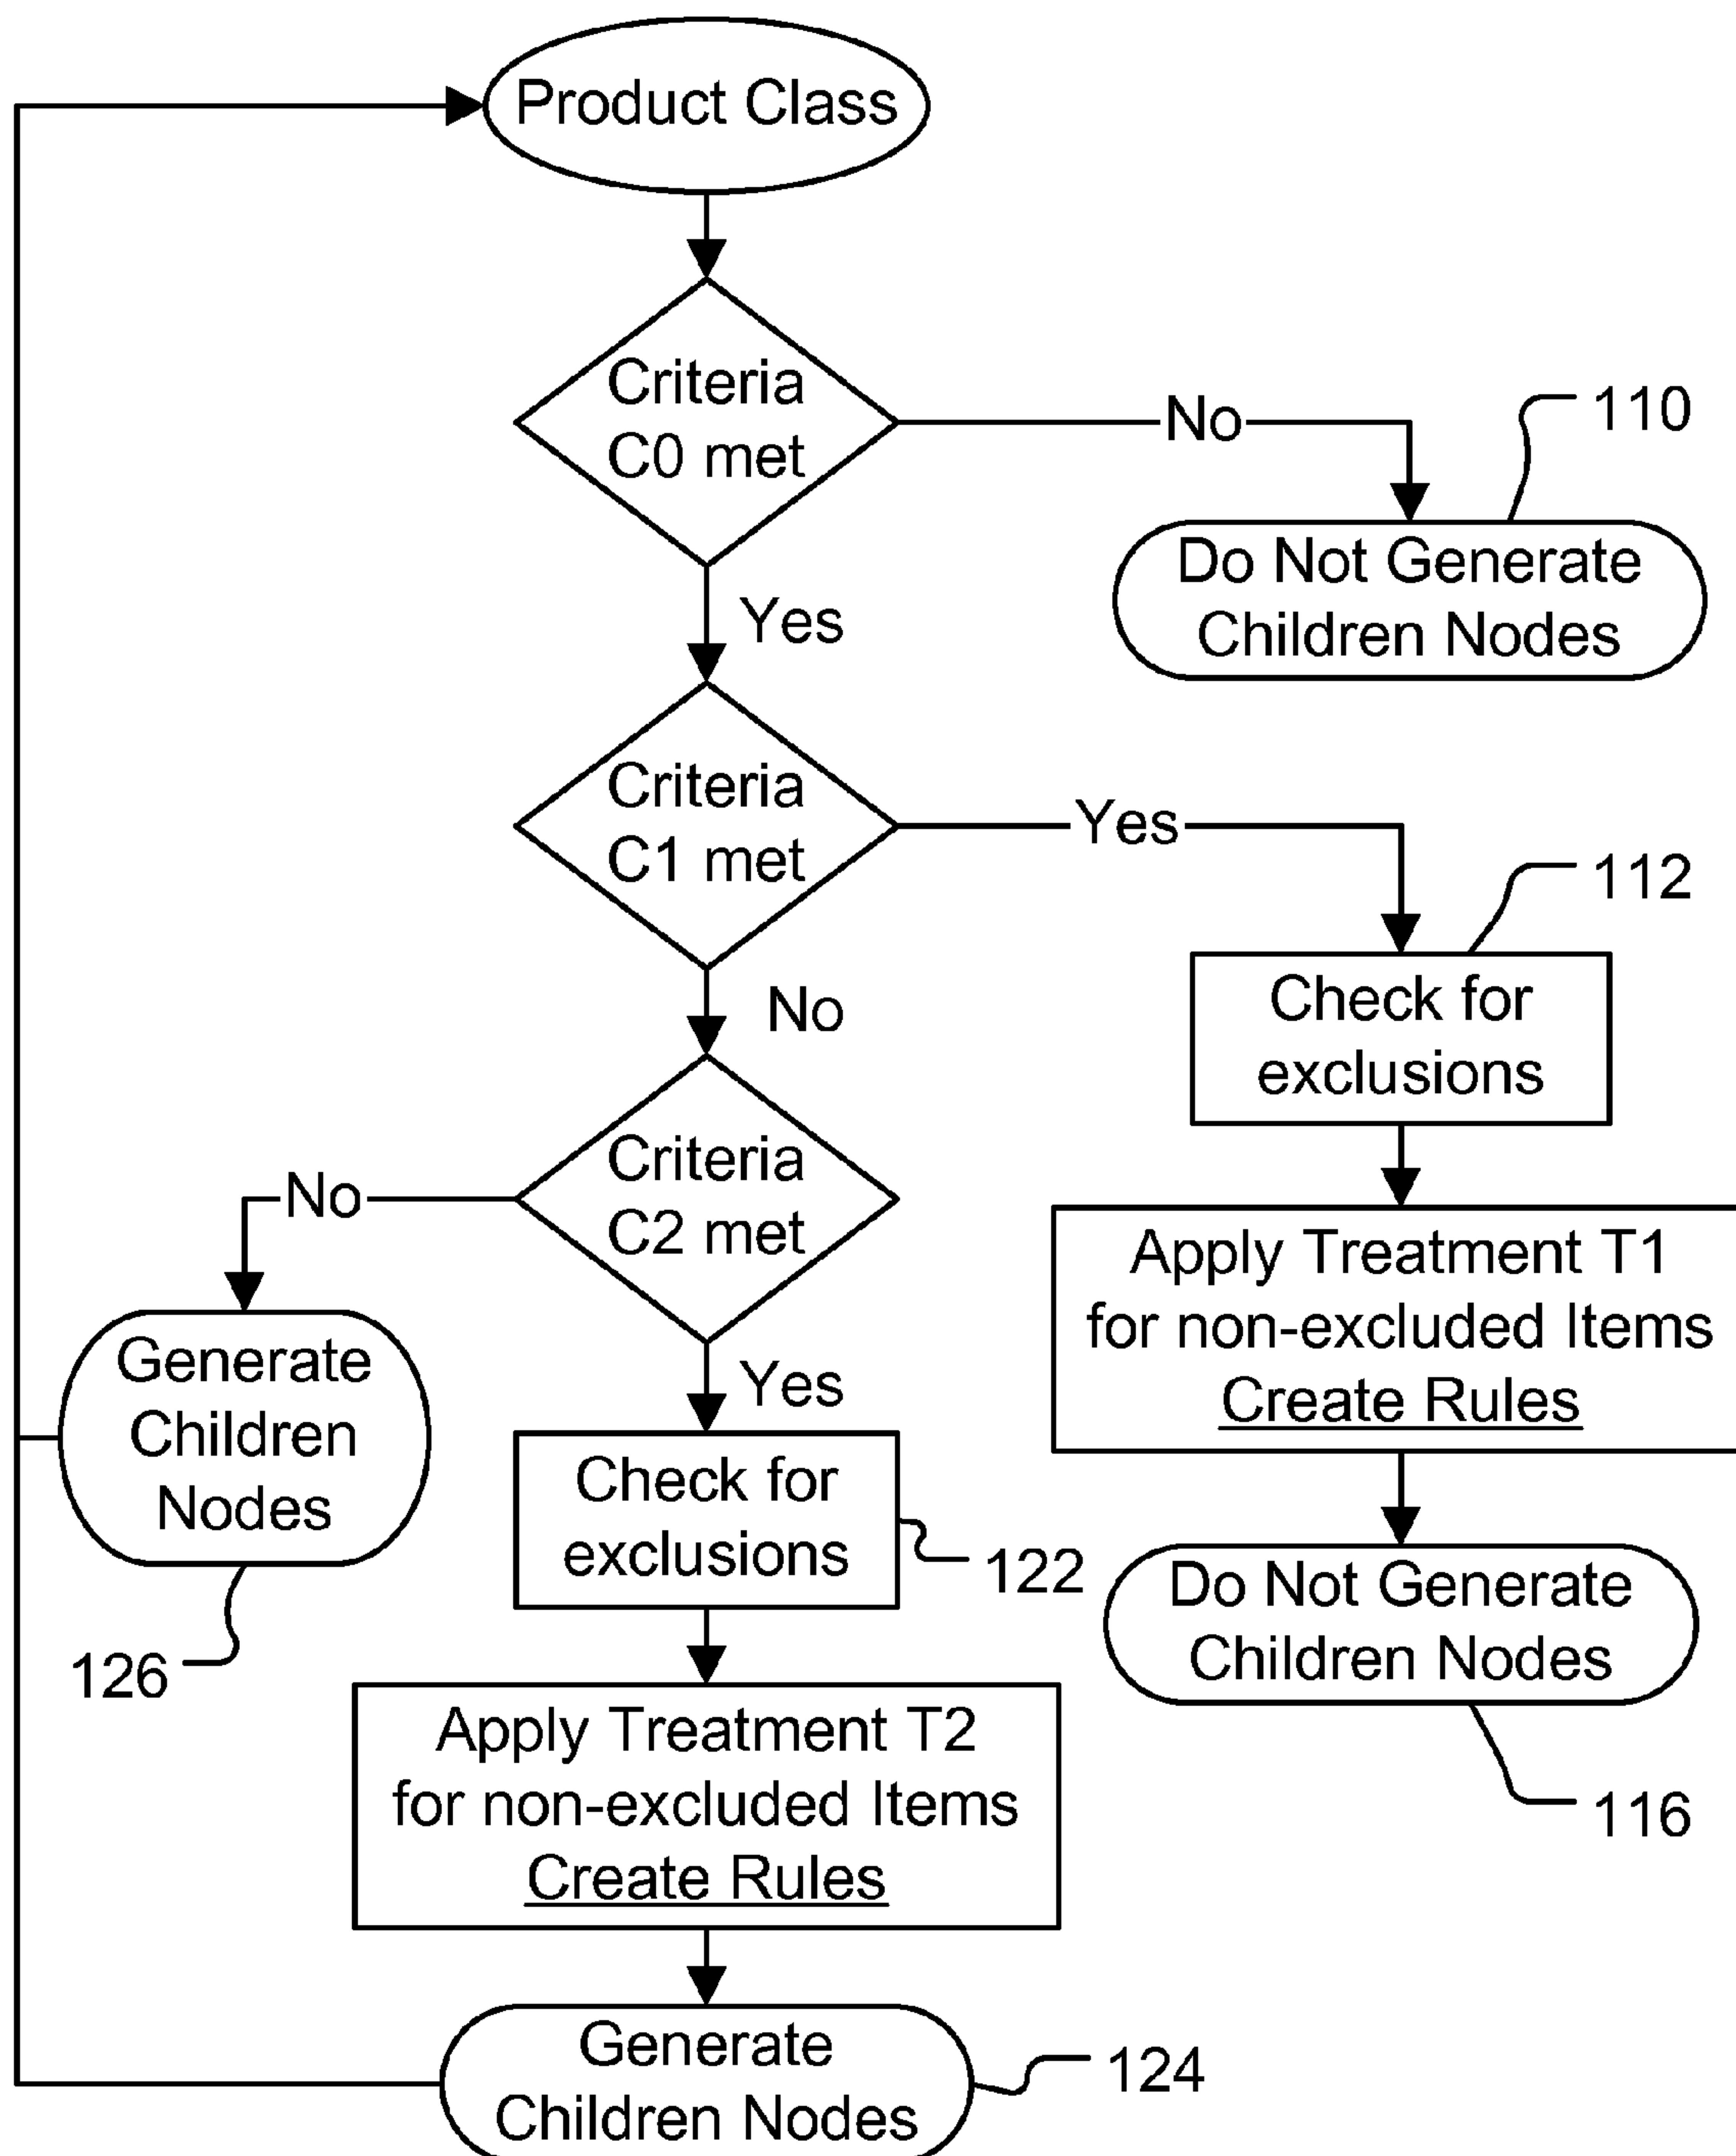 Product Class
Criteria
C0 met
No
110
Do Not Generate
Children Nodes
Yes
Criteria
C1 met
Yes
112
Check for
exclusions
No
Criteria
C2 met
No
Apply Treatment T1
for non-excluded Items
Create Rules
Generate
Children
Nodes
Yes
Check for
exclusions
122
Do Not Generate
Children Nodes
126
116
Apply Treatment T2
for non-excluded Items
Create Rules
Generate
Children Nodes
124